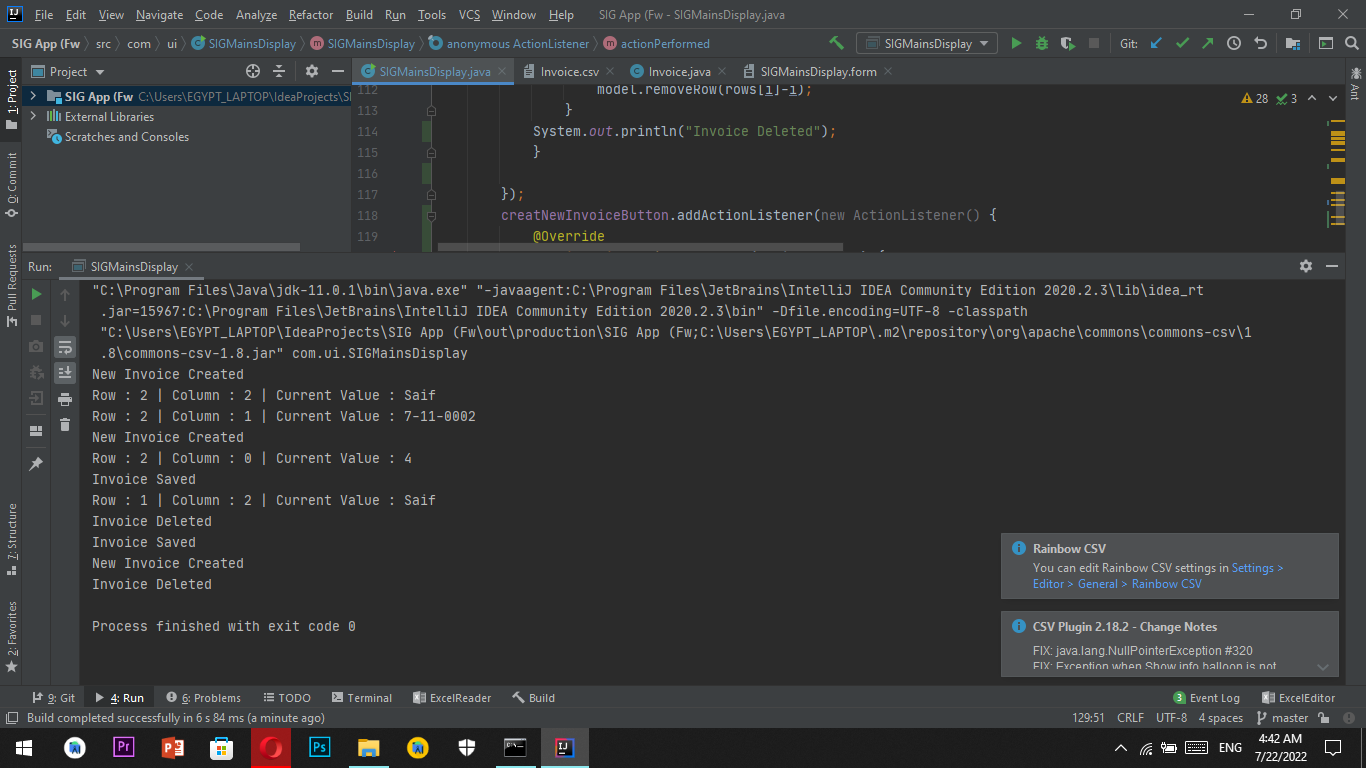 File Edit View Navigate Code Analyze Refactor Build Run Tools VCS Window Help SIG App (Fw - SIGMainsDisplay.java
SIG App (Fw src com ui SIGMainsDisplay SIGMainsDisplay anonymous ActionListener actionPerformed SIGMainsDisplay Git:
Project SIGMainsDisplay.java Invoice.csv Invoice.java SIGMainsDisplay.form
1: Project
0: Commit
Pull Requests
7: Structure
2: Favorites
Ant
SIG App (Fw C:\Users\EGYPT_LAPTOP\IdeaProjects\SI
External Libraries
Scratches and Consoles
28 3
112 model.removeRow(rows[i]-i);
113 }
114 System.out.println("Invoice Deleted");
115 }
116
117 });
118 creatNewInvoiceButton.addActionListener(new ActionListener() {
119 @Override
Run: SIGMainsDisplay
"C:\Program Files\Java\jdk-11.0.1\bin\java.exe" "-javaagent:C:\Program Files\JetBrains\IntelliJ IDEA Community Edition 2020.2.3\lib\idea_rt
.jar=15967:C:\Program Files\JetBrains\IntelliJ IDEA Community Edition 2020.2.3\bin" -Dfile.encoding=UTF-8 -classpath
"C:\Users\EGYPT_LAPTOP\IdeaProjects\SIG App (Fw\out\production\SIG App (Fw;C:\Users\EGYPT_LAPTOP\.m2\repository\org\apache\commons\commons-csv\1
.8\commons-csv-1.8.jar" com.ui.SIGMainsDisplay
New Invoice Created
Row : 2 | Column : 2 | Current Value : Saif
Row : 2 | Column : 1 | Current Value : 7-11-0002
New Invoice Created
Row : 2 | Column : 0 | Current Value : 4
Invoice Saved
Row : 1 | Column : 2 | Current Value : Saif
Invoice Deleted
Invoice Saved
New Invoice Created
Invoice Deleted
Process finished with exit code 0
Rainbow CSV
You can edit Rainbow CSV settings in Settings >
Editor > General > Rainbow CSV
CSV Plugin 2.18.2 - Change Notes
FIX: java.lang.NullPointerException #320
FIX: Exception when Show info balloon is not
9: Git 4: Run 6: Problems TODO Terminal ExcelReader Build 3 Event Log ExcelEditor
Build completed successfully in 6 s 84 ms (a minute ago) 129:51 CRLF UTF-8 4 spaces master
Pr Ps IJ ENG 4:42 AM
7/22/2022